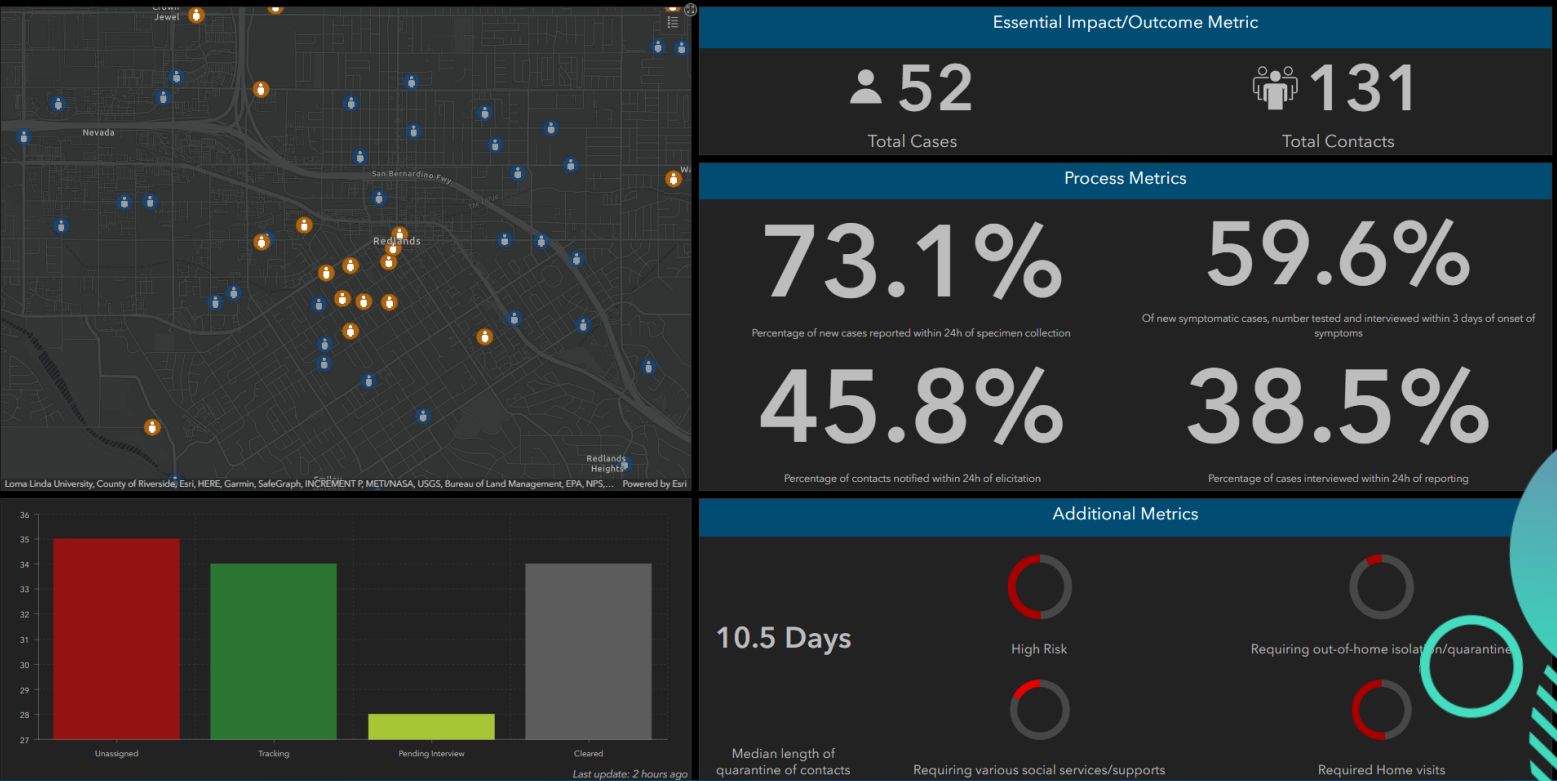 Crown
Jewel
Nevada
San Bernardino Fwy
Redlands
Redlands
Heights
Loma Linda University, County of Riverside, Esri, HERE, Garmin, SafeGraph, INCREMENT P, METI/NASA, USGS, Bureau of Land Management, EPA, NPS,... Powered by Esri
36
35
34
33
32
31
30
29
28
27
Unassigned Tracking Pending Interview Cleared
Last update: 2 hours ago
Essential Impact/Outcome Metric
52 131
Total Cases Total Contacts
Process Metrics
73.1% 59.6%
Percentage of new cases reported within 24h of specimen collection
Of new symptomatic cases, number tested and interviewed within 3 days of onset of
symptoms
45.8% 38.5%
Percentage of contacts notified within 24h of elicitation
Percentage of cases interviewed within 24h of reporting
Additional Metrics
10.5 Days
Median length of
quarantine of contacts
High Risk
Requiring out-of-home isolation/quarantine
Requiring various social services/supports
Required Home visits